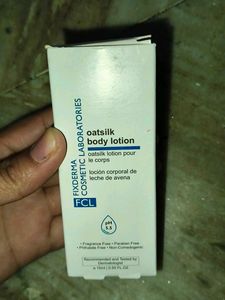 FIXDERMA
COSMETIC LABORATORIES
FCL
oatsilk
body lotion
oatsilk lotion pour
le corps
loción corporal de
leche de avena
pH
5.5
• Fragrance Free • Paraben Free
• Phthalate Free • Non-Comedogenic
Recommended and Tested by
Dermatologist